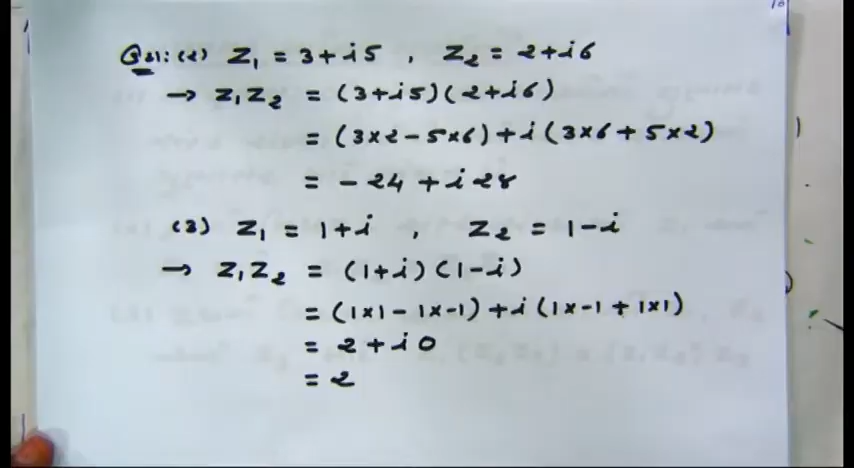 Q31: (2) Z₁ = 3 + i5 , Z₂ = 2 + i6
→ Z₁Z₂ = (3 + i5)(2 + i6)
= (3×2 - 5×6) + i(3×6 + 5×2)
= -24 + i28
(3) Z₁ = 1 + i , Z₂ = 1 - i
→ Z₁Z₂ = (1 + i)(1 - i)
= (1×1 - 1×-1) + i(1×-1 + 1×1)
= 2 + i0
= 2